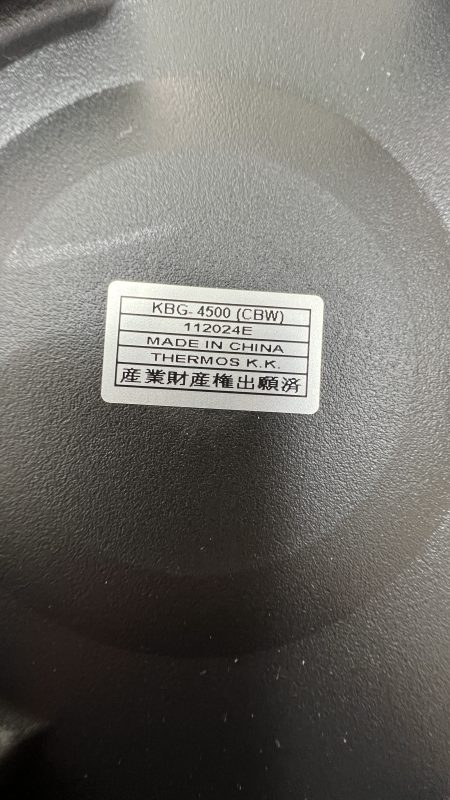 KBG- 4500 (CBW)
112024E
MADE IN CHINA
THERMOS K.K.
産業財産権出願済